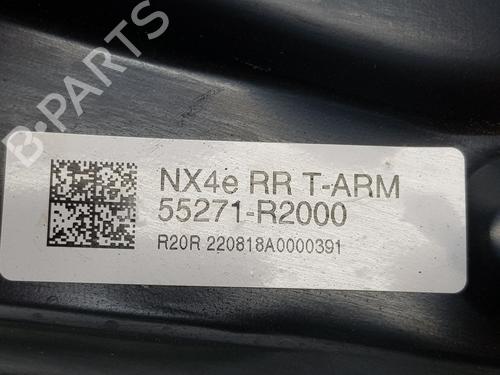 NX4e RR T-ARM
55271-R2000
R20R 220818A0000391
B-PARTS